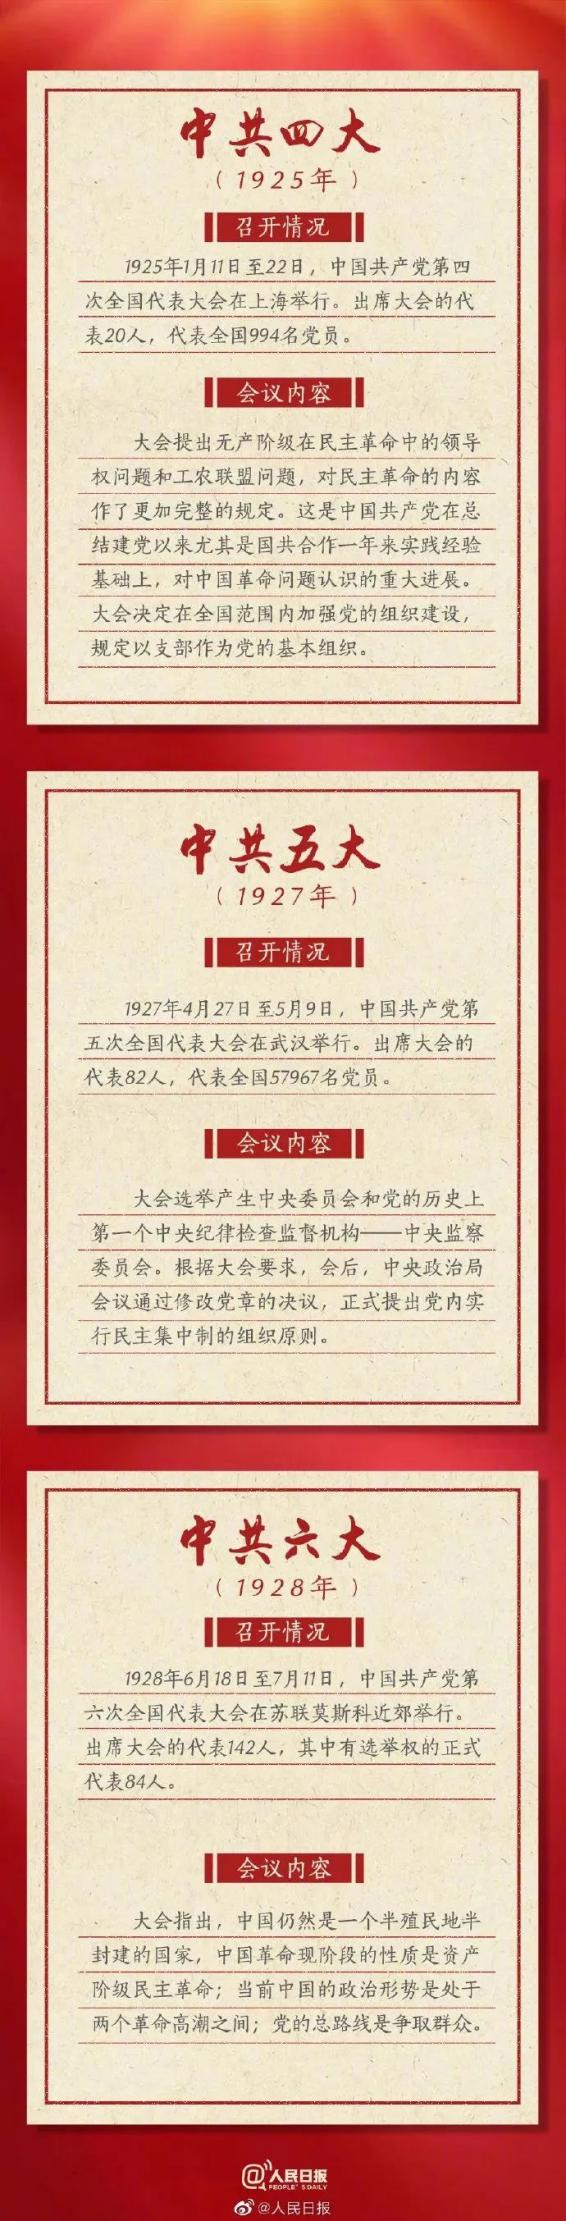 中共四大
（1925年）
召开情况
1925年1月11日至22日，中国共产党第四
次全国代表大会在上海举行。出席大会的代
表20人，代表全国994名党员。
会议内容
大会提出无产阶级在民主革命中的领导
权问题和工农联盟问题，对民主革命的内容
作了更加完整的规定。这是中国共产党在总
结建党以来尤其是国共合作一年来实践经验
基础上，对中国革命问题认识的重大进展。
大会决定在全国范围内加强党的组织建设，
规定以支部作为党的基本组织。
中共五大
（1927年）
召开情况
1927年4月27日至5月9日，中国共产党第
五次全国代表大会在武汉举行。出席大会的
代表82人，代表全国57967名党员。
会议内容
大会选举产生中央委员会和党的历史上
第一个中央纪律检查监督机构——中央监察
委员会。根据大会要求，会后，中央政治局
会议通过修改党章的决议，正式提出党内实
行民主集中制的组织原则。
中共六大
（1928年）
召开情况
1928年6月18日至7月11日，中国共产党第
六次全国代表大会在苏联莫斯科近郊举行。
出席大会的代表142人，其中有选举权的正式
代表84人。
会议内容
大会指出，中国仍然是一个半殖民地半
封建的国家，中国革命现阶段的性质是资产
阶级民主革命；当前中国的政治形势是处于
两个革命高潮之间；党的总路线是争取群众。
@人民日报
PEOPLE'S DAILY
@人民日报